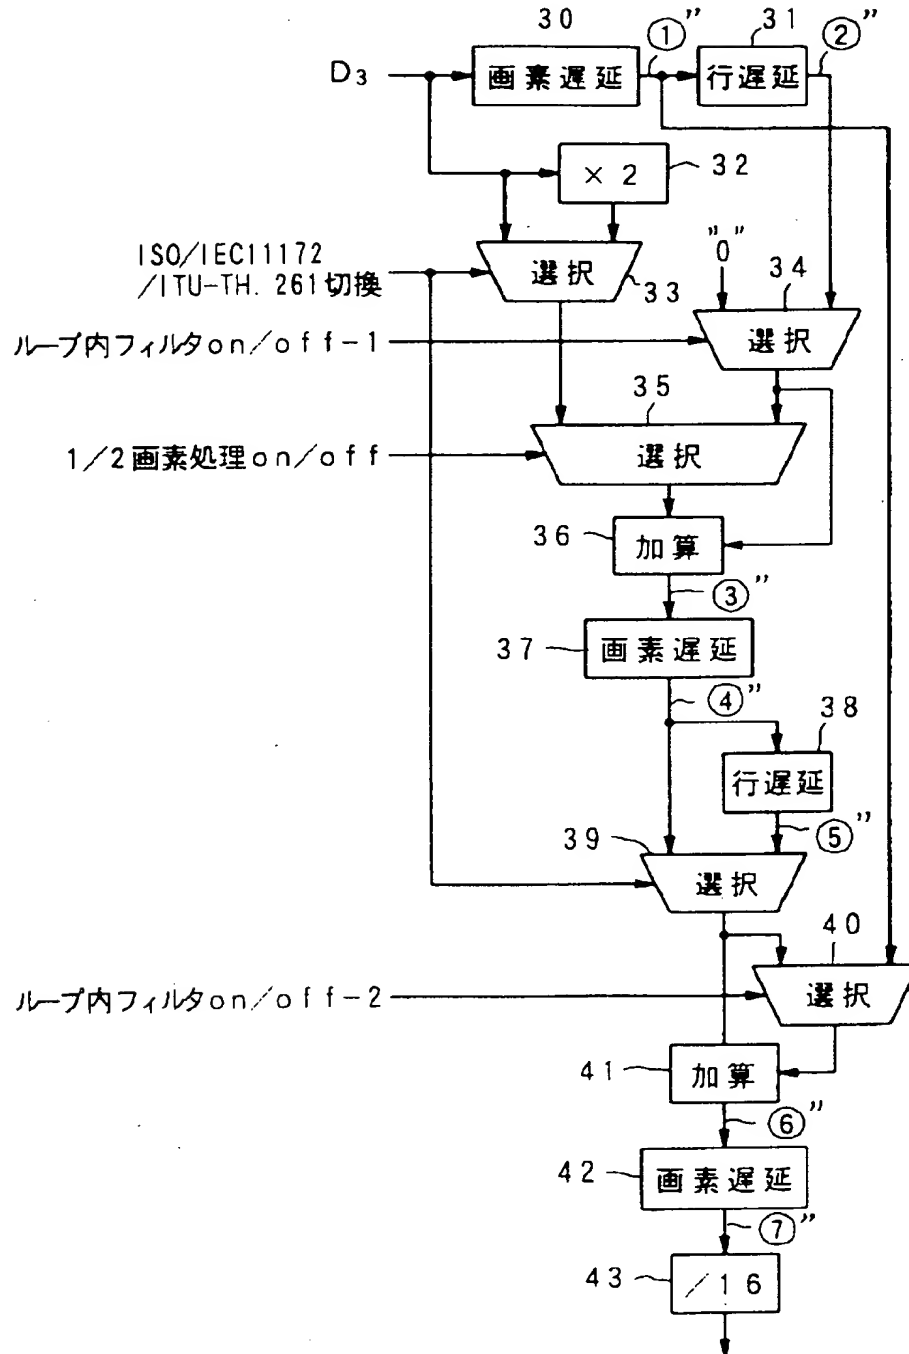 30
①"
31
②"
D₃
画素遅延
行遅延
×2
32
ISO/IEC11172
/ITU-TH. 261切換
選択
33
"0"
34
ループ内フィルタon/off-1
選択
35
1/2画素処理on/off
選択
36
加算
③"
37
画素遅延
④"
38
行遅延
⑤"
39
選択
40
ループ内フィルタon/off-2
選択
41
加算
⑥"
42
画素遅延
⑦"
43
/16